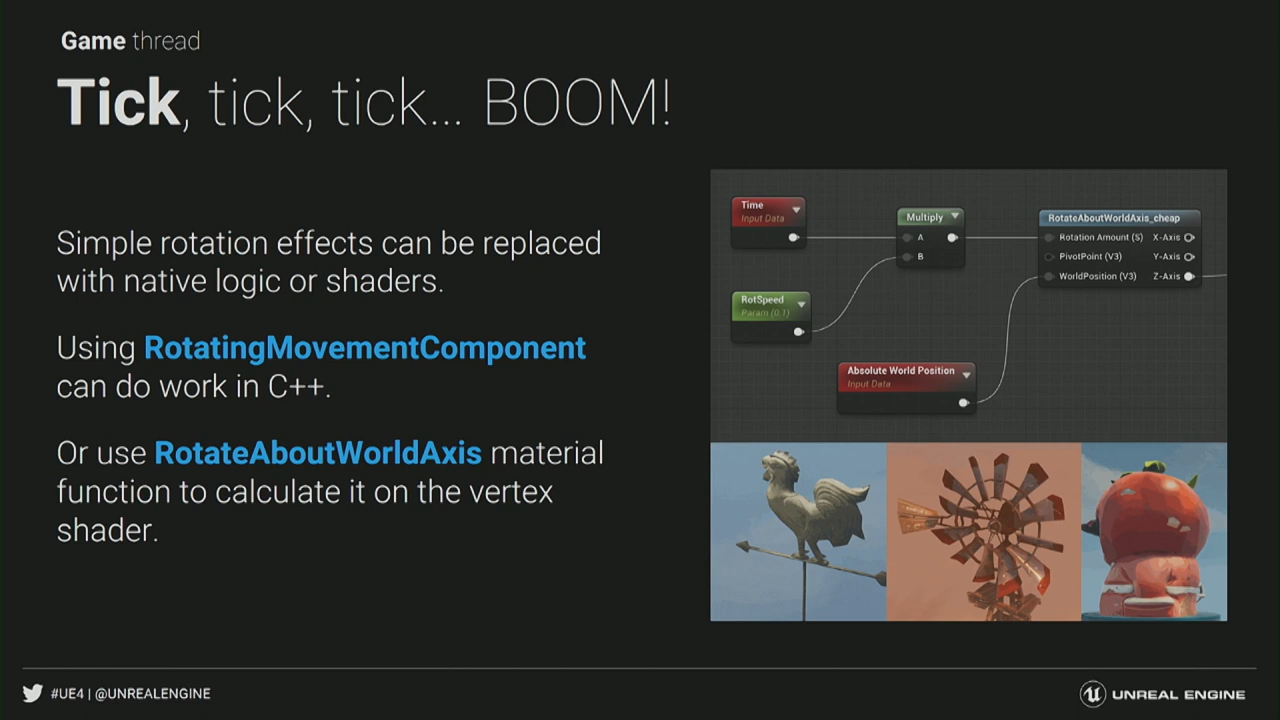 Game thread
Tick, tick, tick... BOOM!
Simple rotation effects can be replaced
with native logic or shaders.
Using RotatingMovementComponent
can do work in C++.
Or use RotateAboutWorldAxis material
function to calculate it on the vertex
shader.
Time
Input Data
Multiply
A
B
RotateAboutWorldAxis_cheap
Rotation Amount (S) X-Axis
PivotPoint (V3) Y-Axis
WorldPosition (V3) Z-Axis
RotSpeed
Param (0.1)
Absolute World Position
Input Data
#UE4 | @UNREALENGINE
UNREAL ENGINE